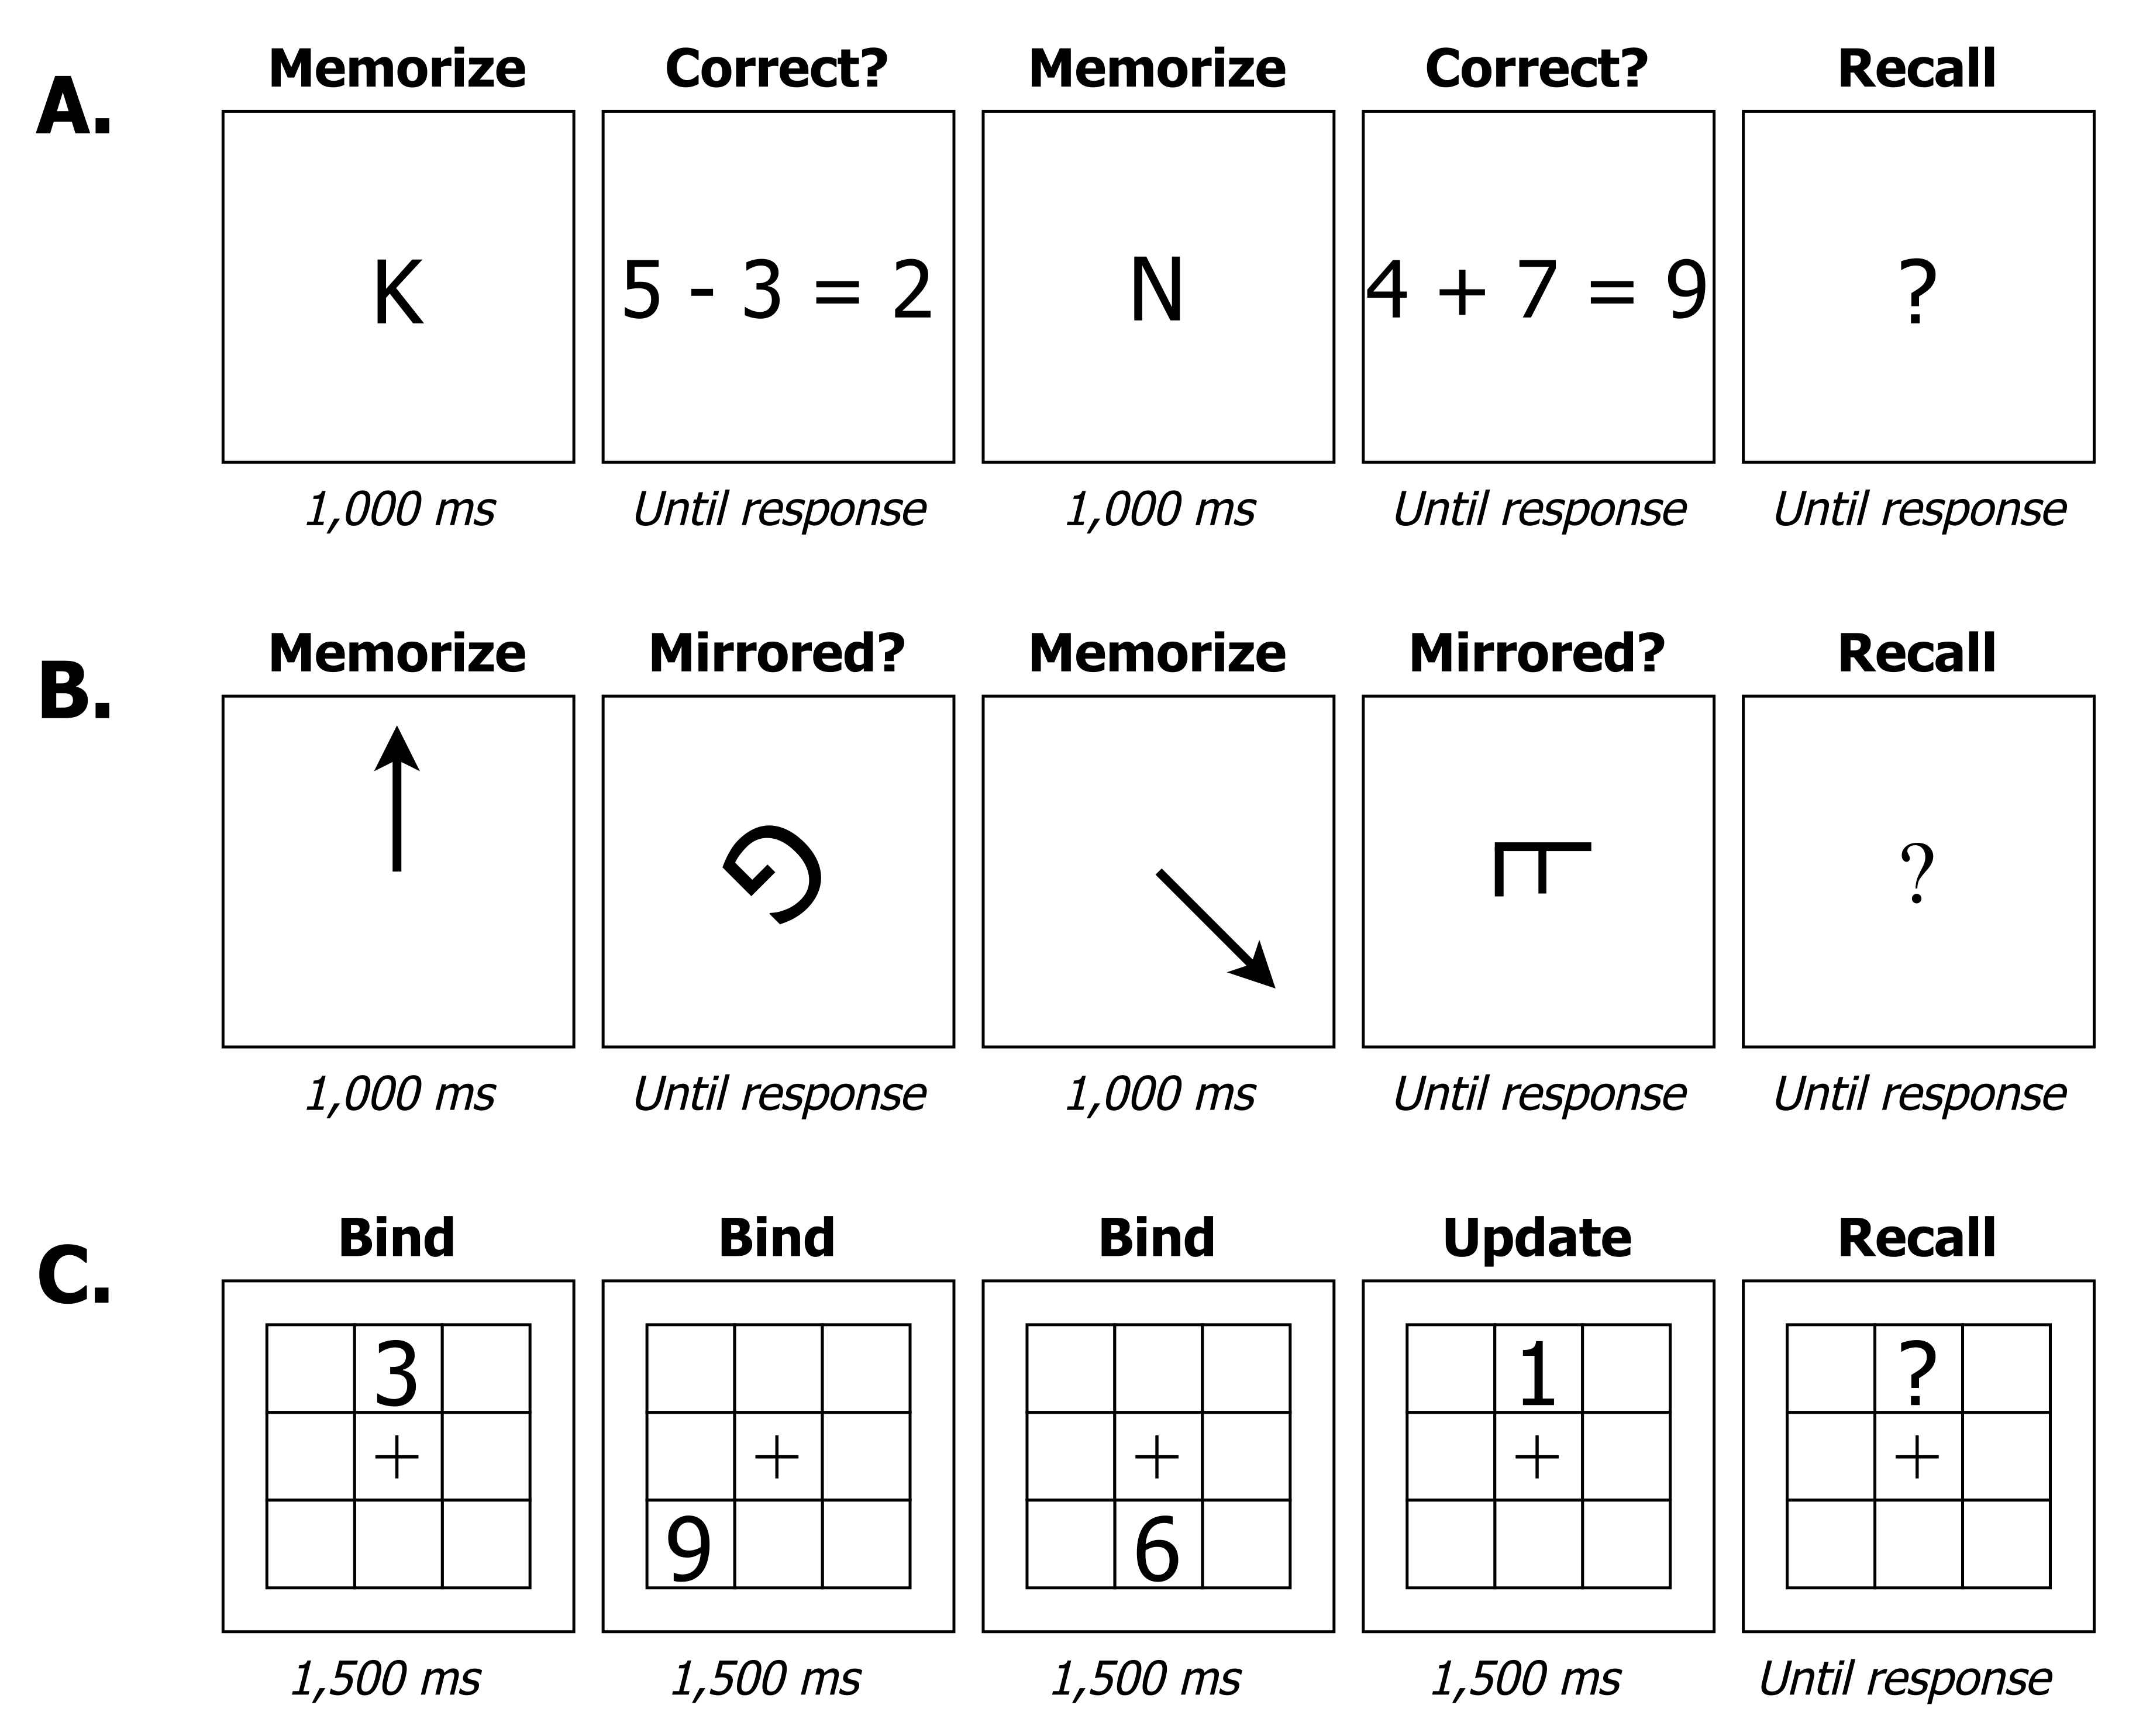 A.
Memorize Correct? Memorize Correct? Recall
K 5 - 3 = 2 N 4 + 7 = 9 ?
1,000 ms Until response 1,000 ms Until response Until response
B.
Memorize Mirrored? Memorize Mirrored? Recall
G F ?
1,000 ms Until response 1,000 ms Until response Until response
C.
Bind Bind Bind Update Recall
3 1 ?
+ + + + +
9 6
1,500 ms 1,500 ms 1,500 ms 1,500 ms Until response